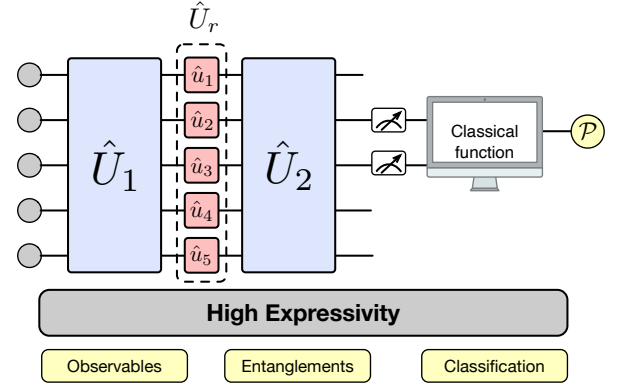 Û_r
Û_1
û_1
û_2
û_3
û_4
û_5
Û_2
Classical
function
𝒫
High Expressivity
Observables
Entanglements
Classification